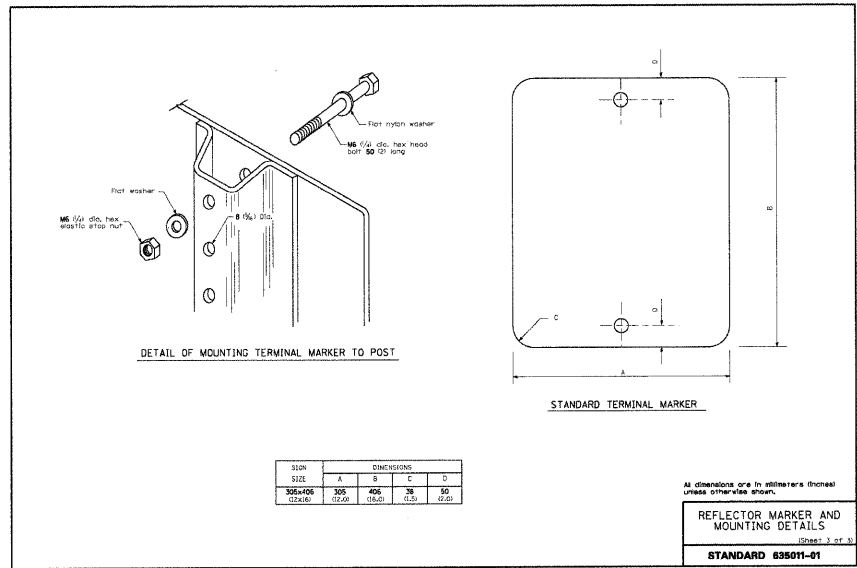 Flat nylon washer
M6 (¼) dia. hex head
bolt 50 (2) long
Flat washer
M6 (¼) dia. hex
elastic stop nut
8 (5/16) Dia.
DETAIL OF MOUNTING TERMINAL MARKER TO POST
D
B
D
C
A
STANDARD TERMINAL MARKER
SIGN SIZE DIMENSIONS
A B C D
305x406 305 406 38 50
(12x16) (12.0) (16.0) (1.5) (2.0)
All dimensions are in millimeters (inches)
unless otherwise shown.
REFLECTOR MARKER AND
MOUNTING DETAILS
(Sheet 3 of 3)
STANDARD 635011-01